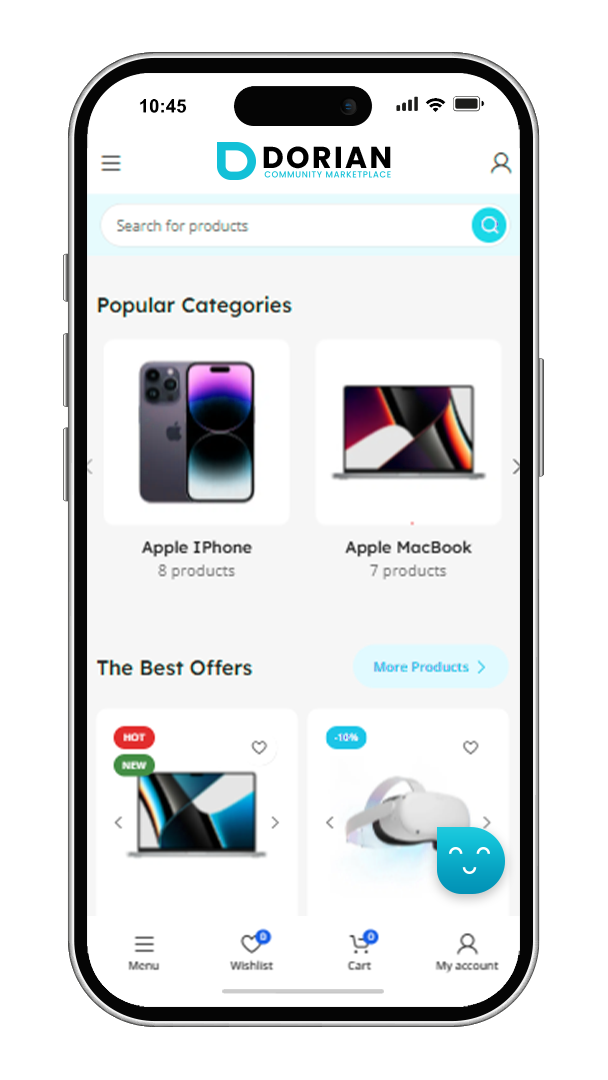 10:45
DORIAN
COMMUNITY MARKETPLACE
Search for products
Popular Categories
Apple IPhone
8 products
Apple MacBook
7 products
The Best Offers
More Products
HOT
NEW
-10%
0
0
Menu
Wishlist
Cart
My account